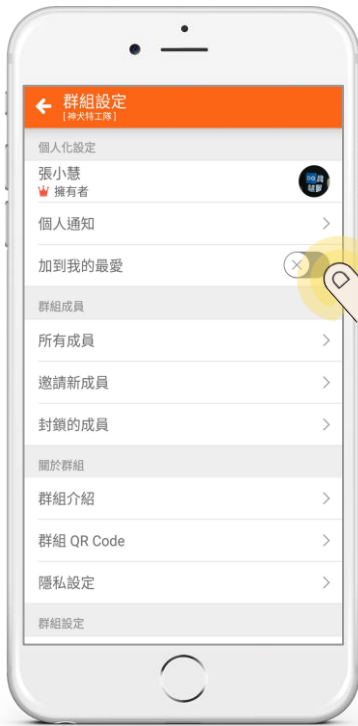 群組設定
[神犬特工隊]
個人化設定
張小慧
擁有者
個人通知
加到我的最愛
群組成員
所有成員
邀請新成員
封鎖的成員
關於群組
群組介紹
群組 QR Code
隱私設定
群組設定